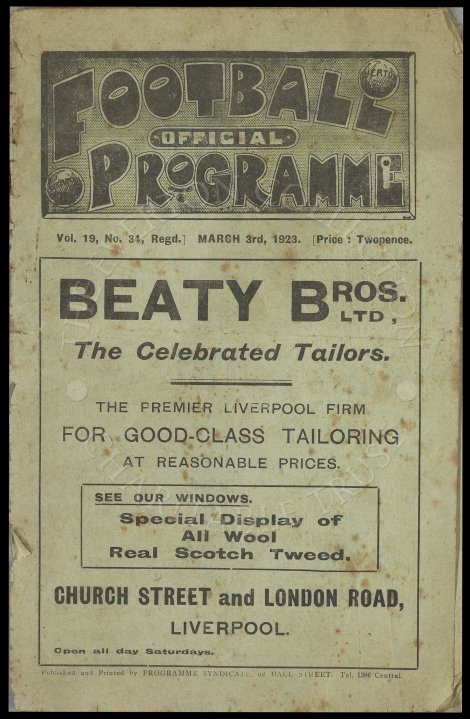 EVERTON
FOOTBALL
OFFICIAL
PROGRAMME
Vol. 19, No. 34, Regd.] MARCH 3rd, 1923. [Price : Twopence.
BEATY BROS. LTD,
The Celebrated Tailors.
THE PREMIER LIVERPOOL FIRM
FOR GOOD-CLASS TAILORING
AT REASONABLE PRICES.
SEE OUR WINDOWS.
Special Display of
All Wool
Real Scotch Tweed.
CHURCH STREET and LONDON ROAD,
LIVERPOOL.
Open all day Saturdays.
Published and Printed by PROGRAMME SYNDICATE, DALE STREET. Tel. 1390 Central.